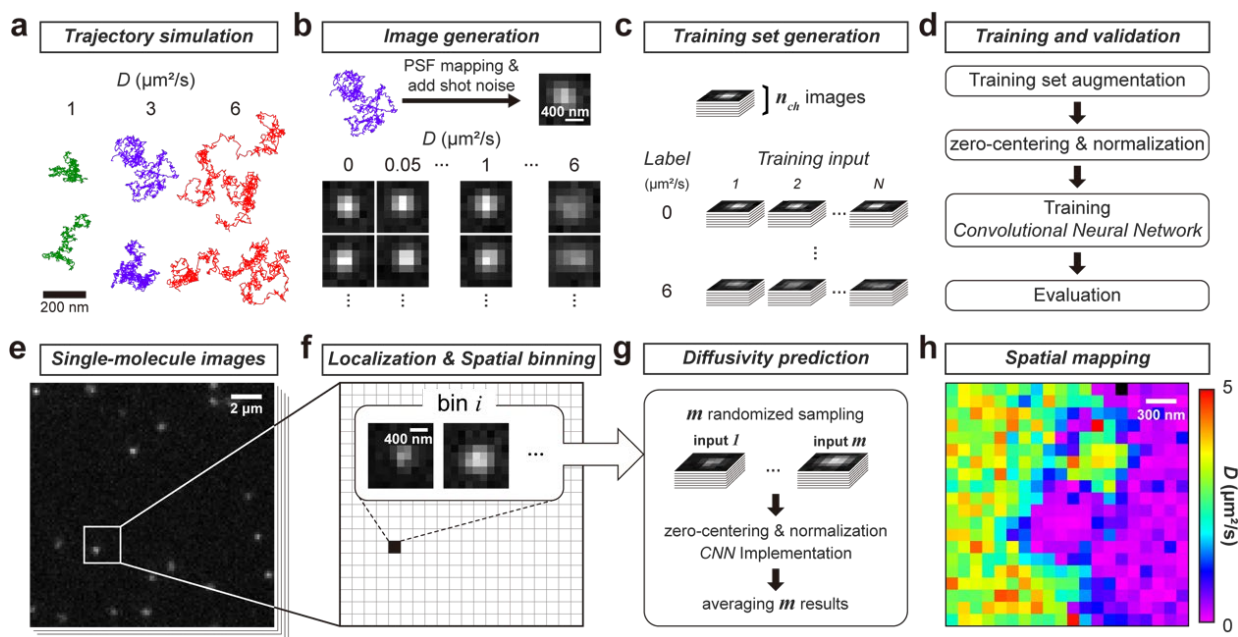 a
Trajectory simulation
D (µm²/s)
1 3 6
200 nm
b
Image generation
PSF mapping &
add shot noise
400 nm
D (µm²/s)
0 0.05 ... 1 ... 6
⋮ ⋮ ⋮ ⋮
c
Training set generation
n_ch images
Label Training input
(µm²/s) 1 2 N
0 ...
⋮
6 ...
d
Training and validation
Training set augmentation
zero-centering & normalization
Training
Convolutional Neural Network
Evaluation
e
Single-molecule images
2 µm
f
Localization & Spatial binning
bin i
400 nm
...
g
Diffusivity prediction
m randomized sampling
input 1 input m
...
zero-centering & normalization
CNN Implementation
averaging m results
h
Spatial mapping
300 nm
5
D (µm²/s)
0